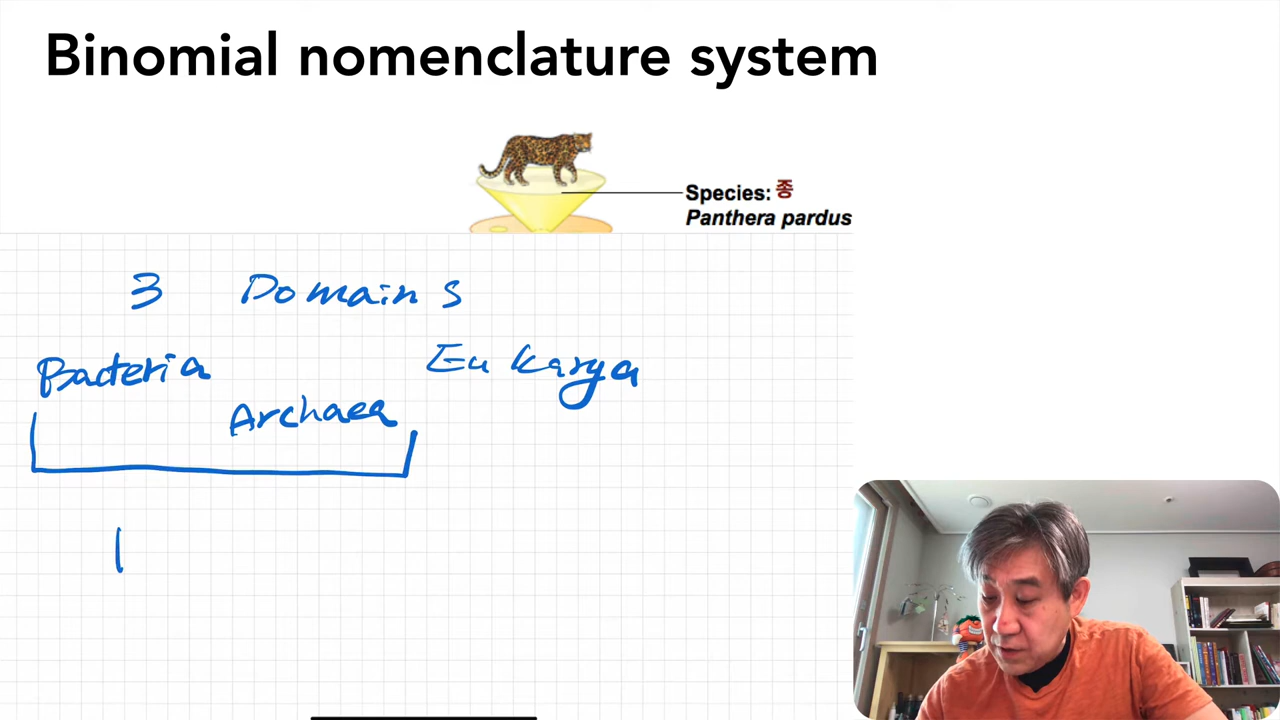 Binomial nomenclature system
Species: 종
Panthera pardus
3 Domains
Bacteria
Eukarya
Archaea